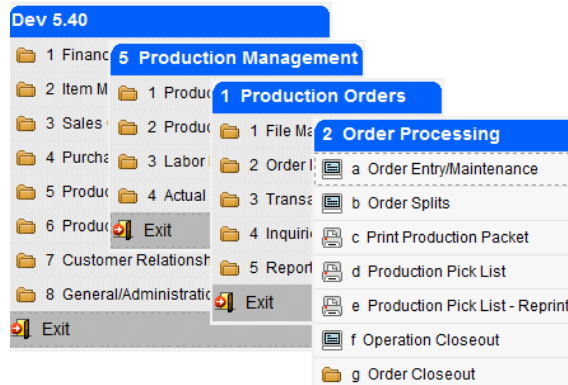 Dev 5.40
1 Financ
2 Item M
3 Sales
4 Purcha
5 Produc
6 Produc
7 Customer Relationsh
8 General/Administratio
Exit
5 Production Management
1 Produc
2 Produc
3 Labor
4 Actual
Exit
1 Production Orders
1 File Ma
2 Order
3 Transa
4 Inquiri
5 Report
Exit
2 Order Processing
a Order Entry/Maintenance
b Order Splits
c Print Production Packet
d Production Pick List
e Production Pick List - Reprint
f Operation Closeout
g Order Closeout